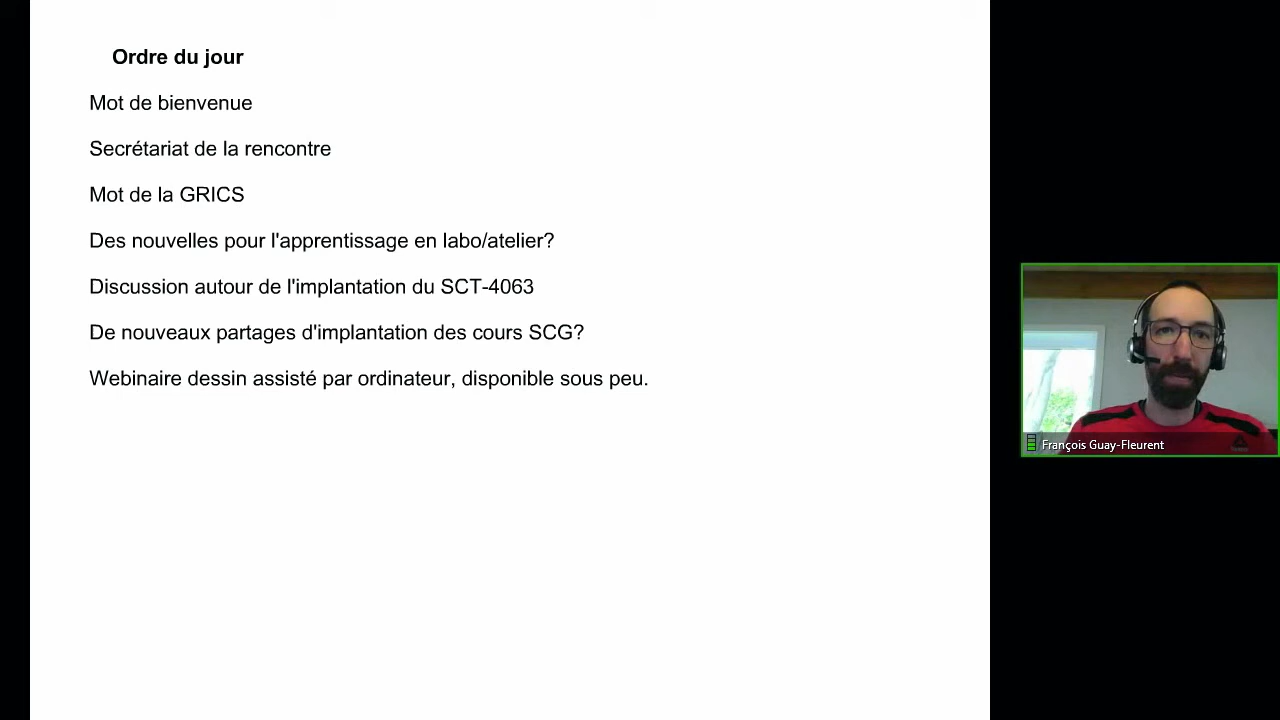 Ordre du jour
Mot de bienvenue
Secrétariat de la rencontre
Mot de la GRICS
Des nouvelles pour l'apprentissage en labo/atelier?
Discussion autour de l'implantation du SCT-4063
De nouveaux partages d'implantation des cours SCG?
Webinaire dessin assisté par ordinateur, disponible sous peu.
François Guay-Fleurent